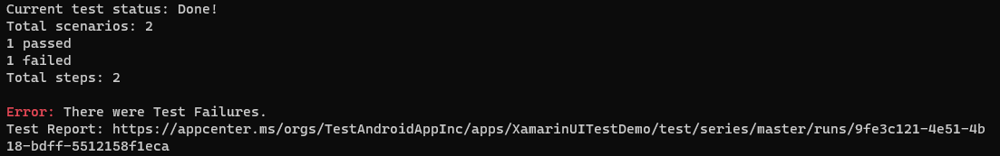 Current test status: Done!
Total scenarios: 2
1 passed
1 failed
Total steps: 2
Error: There were Test Failures.
Test Report: https://appcenter.ms/orgs/TestAndroidAppInc/apps/XamarinUITestDemo/test/series/master/runs/9fe3c121-4e51-4b
18-bdff-5512158f1eca